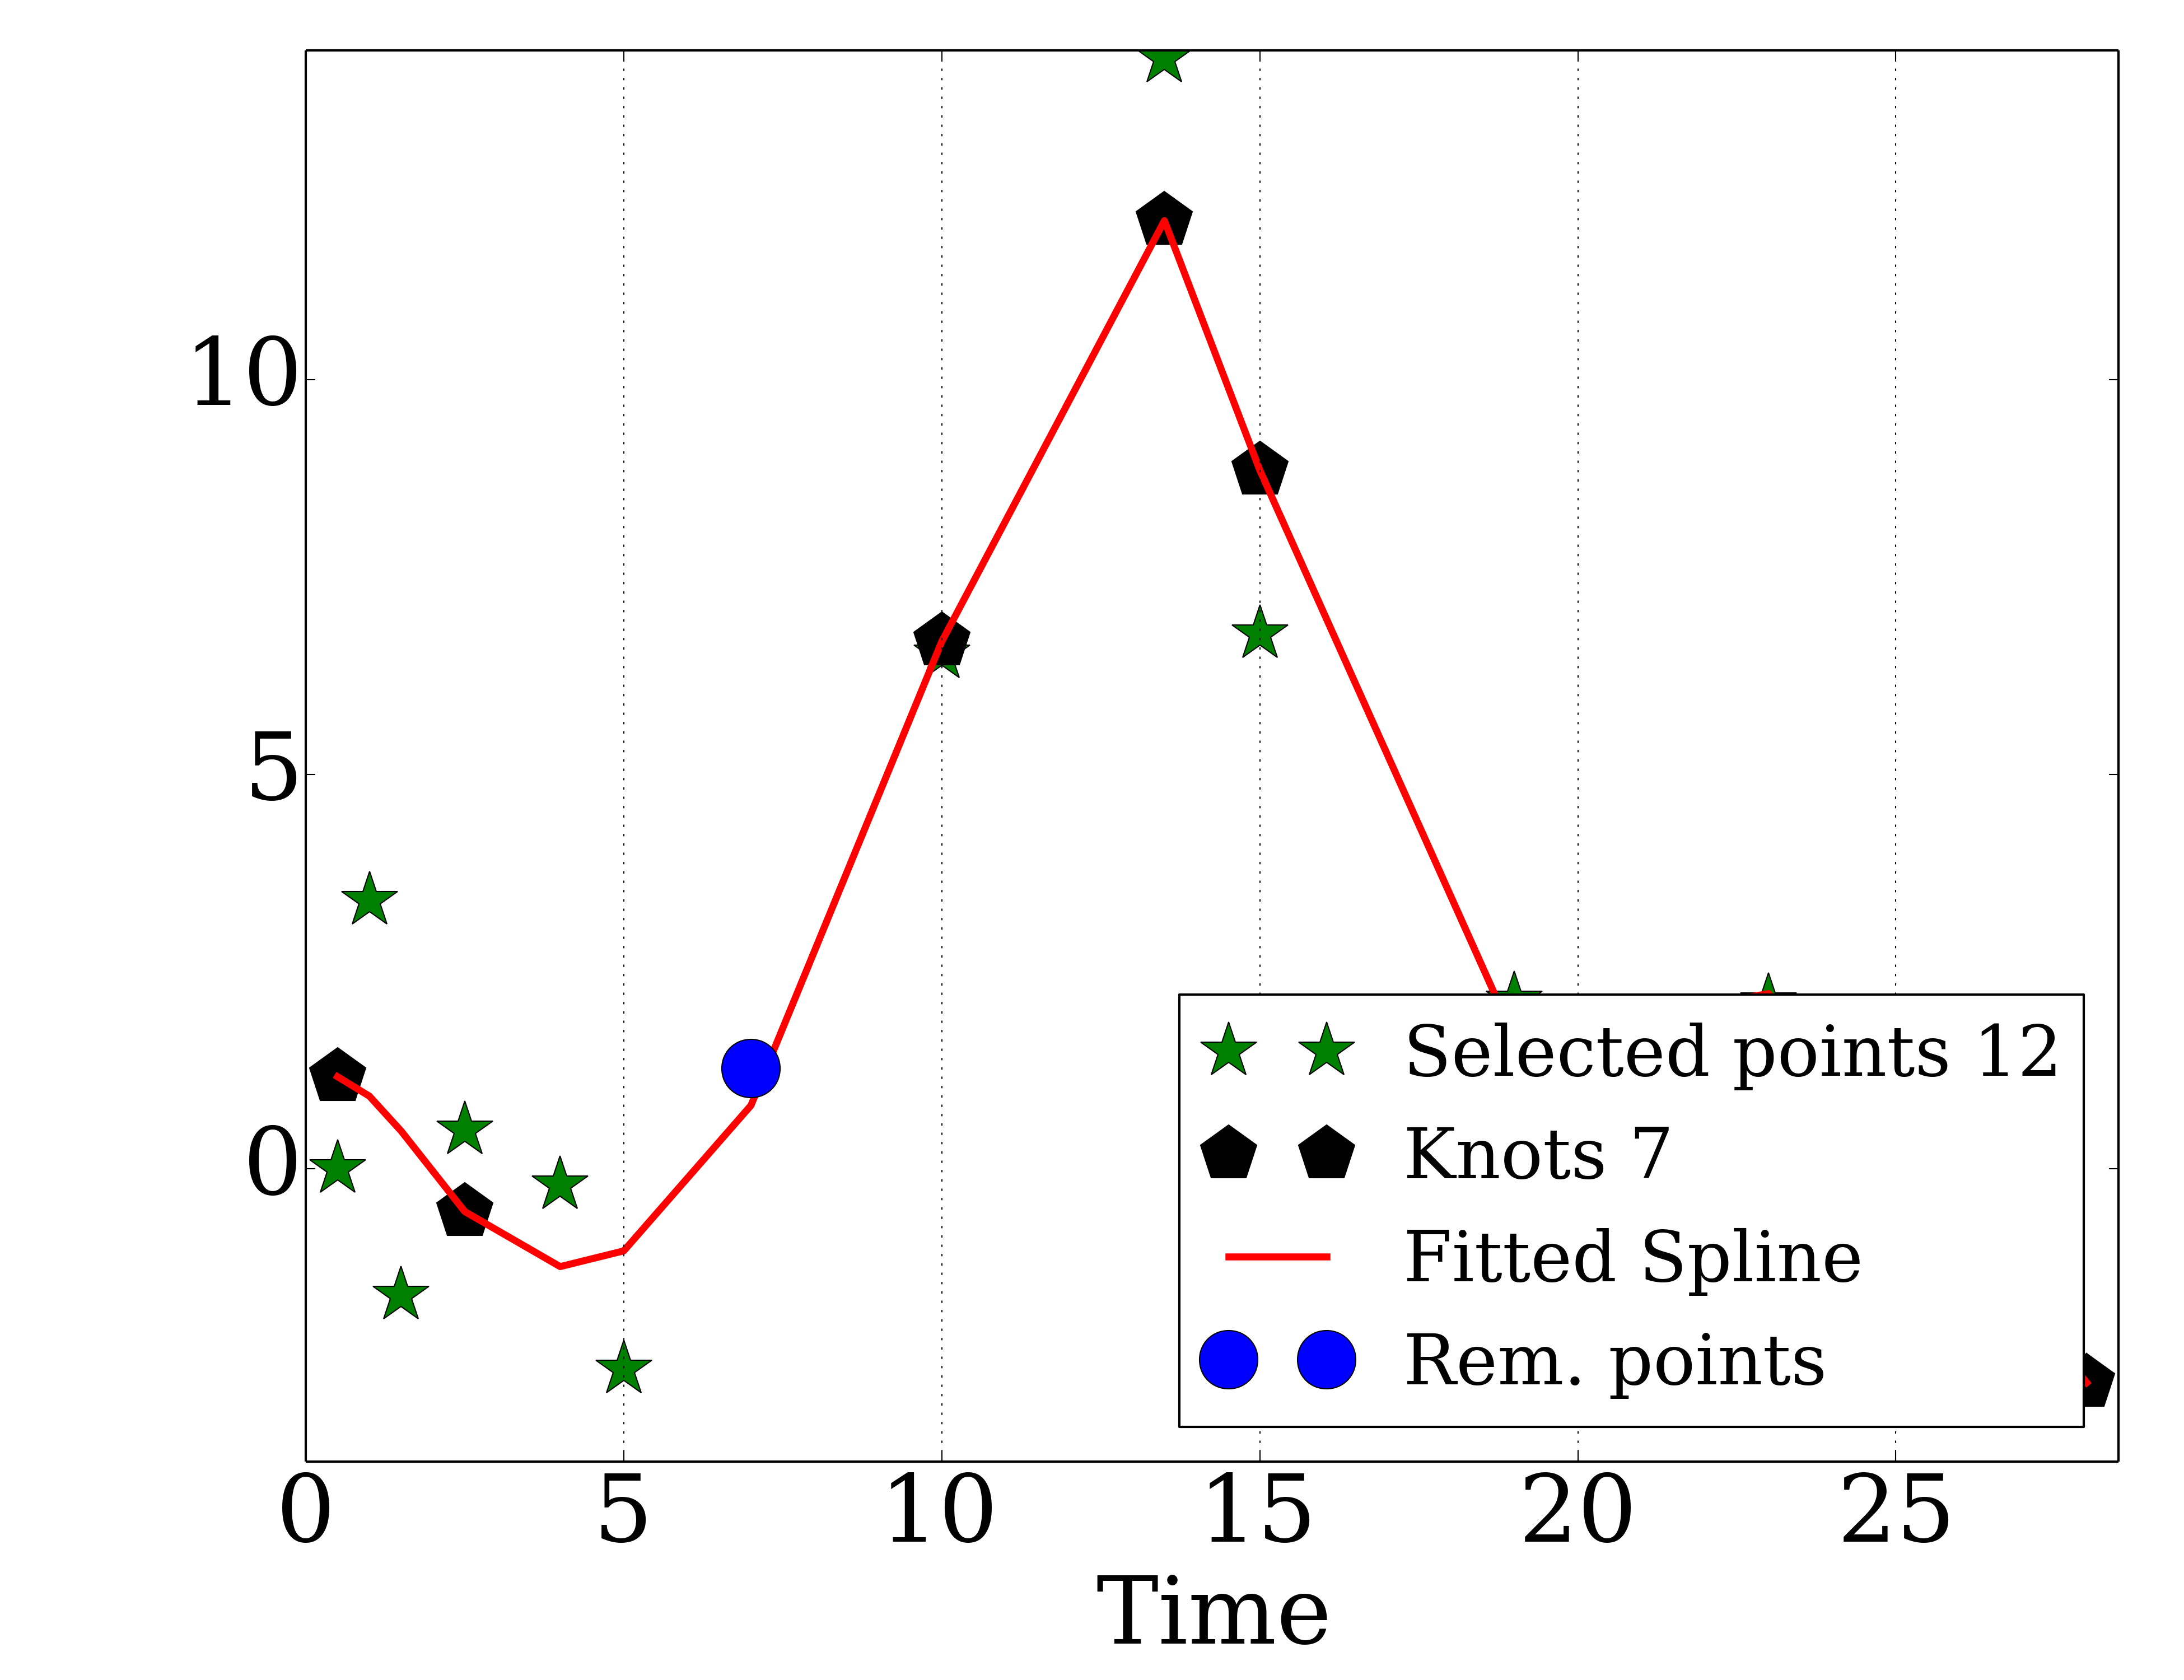 10
5
0
Selected points 12
Knots 7
Fitted Spline
Rem. points
0 5 10 15 20 25
Time